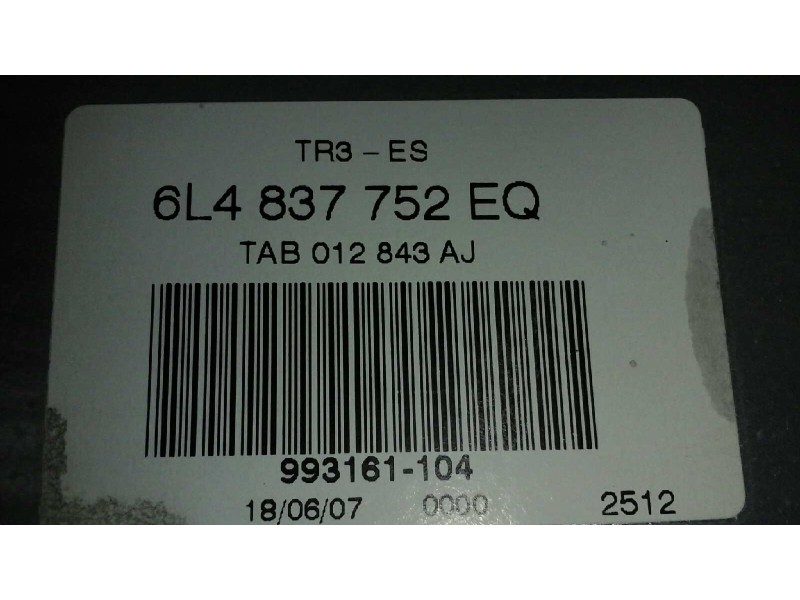 TR3 - ES
6L4 837 752 EQ
TAB 012 843 AJ
993161-104
18/06/07 0000 2512